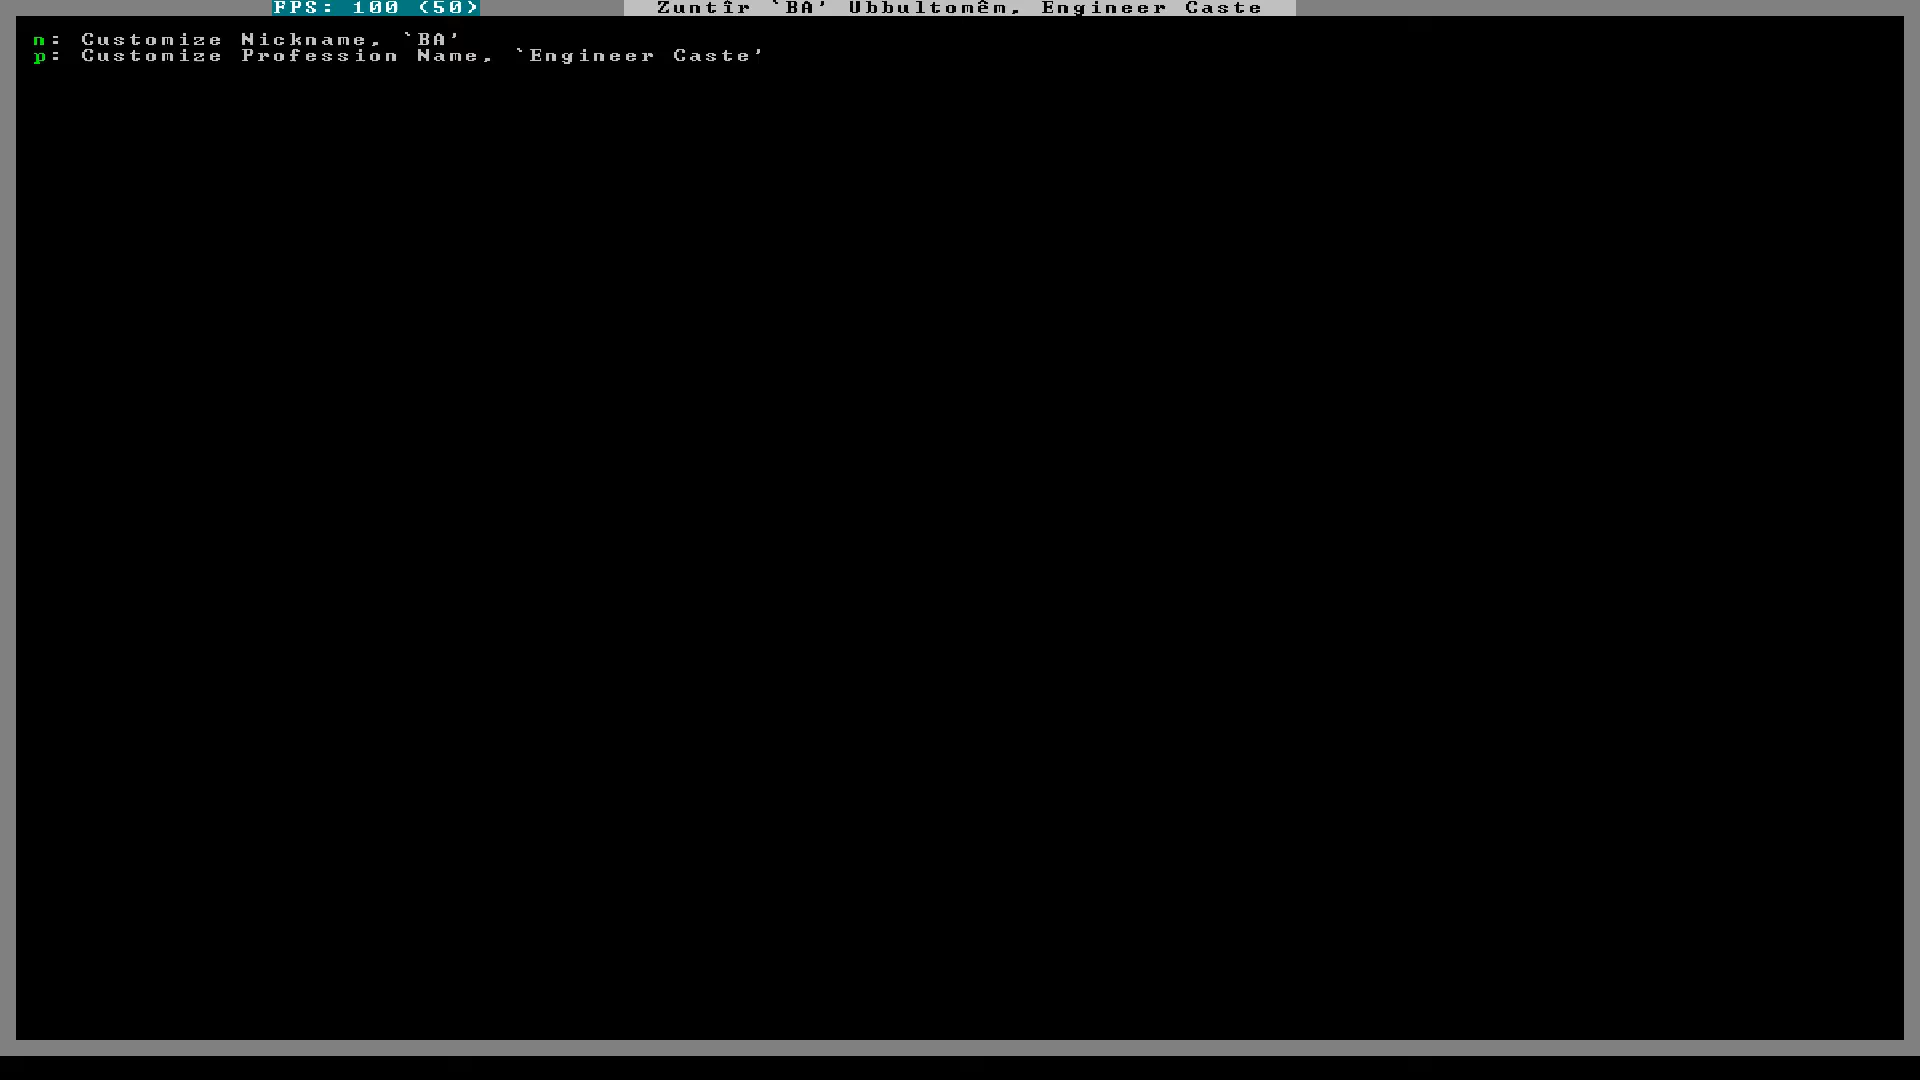 FPS: 100 (50) Zuntîr `BA' Ubbultomêm, Engineer Caste
n: Customize Nickname, `BA'
p: Customize Profession Name, `Engineer Caste'